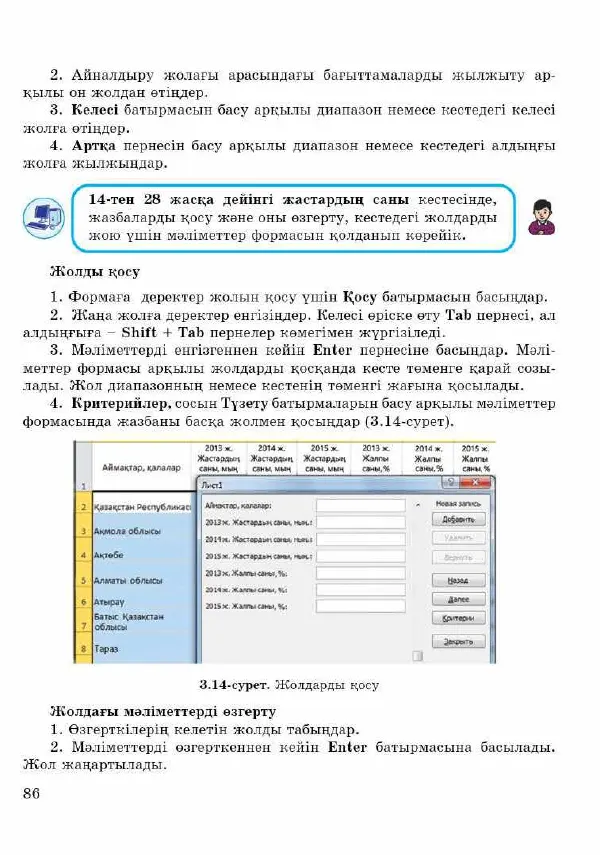 2. Айналдыру жолағы арасындағы бағыттамаларды жылжыту ар-
қылы он жолдан өтіңдер.
3. Келесі батырмасын басу арқылы диапазон немесе кестедегі келесі
жолға өтіңдер.
4. Артқа пернесін басу арқылы диапазон немесе кестедегі алдыңғы
жолға жылжыңдар.
14-тен 28 жасқа дейінгі жастардың саны кестесінде,
жазбаларды қосу және оны өзгерту, кестедегі жолдарды
жою үшін мәліметтер формасын қолданып көрейік.
Жолды қосу
1. Формаға деректер жолын қосу үшін Қосу батырмасын басыңдар.
2. Жаңа жолға деректер енгізіңдер. Келесі өріске өту Tab пернесі, ал
алдыңғыға – Shift + Tab пернелер көмегімен жүргізіледі.
3. Мәліметтерді енгізгеннен кейін Enter пернесіне басыңдар. Мәлі-
меттер формасы арқылы жолдарды қосқанда кесте төменге қарай созы-
лады. Жол диапазонның немесе кестенің төменгі жағына қосылады.
4. Критерийлер, сосын Түзету батырмаларын басу арқылы мәліметтер
формасында жазбаны басқа жолмен қосыңдар (3.14-сурет).
Аймақтар, қалалар
2013 ж. Жастардың саны, мың
2014 ж. Жастардың саны, мың
2015 ж. Жастардың саны, мың
2013 ж. Жалпы саны, %
2014 ж. Жалпы саны, %
2015 ж. Жалпы саны, %
1
Лист1
2 Қазақстан Республикас
3 Ақмола облысы
4 Ақтөбе
5 Алматы облысы
6 Атырау
7 Батыс Қазақстан облысы
8 Тараз
Аймақтар, қалалар:
2013 ж. Жастардың саны, мың:
2014 ж. Жастардың саны, мың:
2015 ж. Жастардың саны, мың:
2013 ж. Жалпы саны, %:
2014 ж. Жалпы саны, %:
2015 ж. Жалпы саны, %:
Новая запись
Добавить
Удалить
Вернуть
Назад
Далее
Критерии
Закрыть
3.14-сурет. Жолдарды қосу
Жолдағы мәліметтерді өзгерту
1. Өзгерткілерің келетін жолды табыңдар.
2. Мәліметтерді өзгерткеннен кейін Enter батырмасына басылады.
Жол жаңартылады.
86